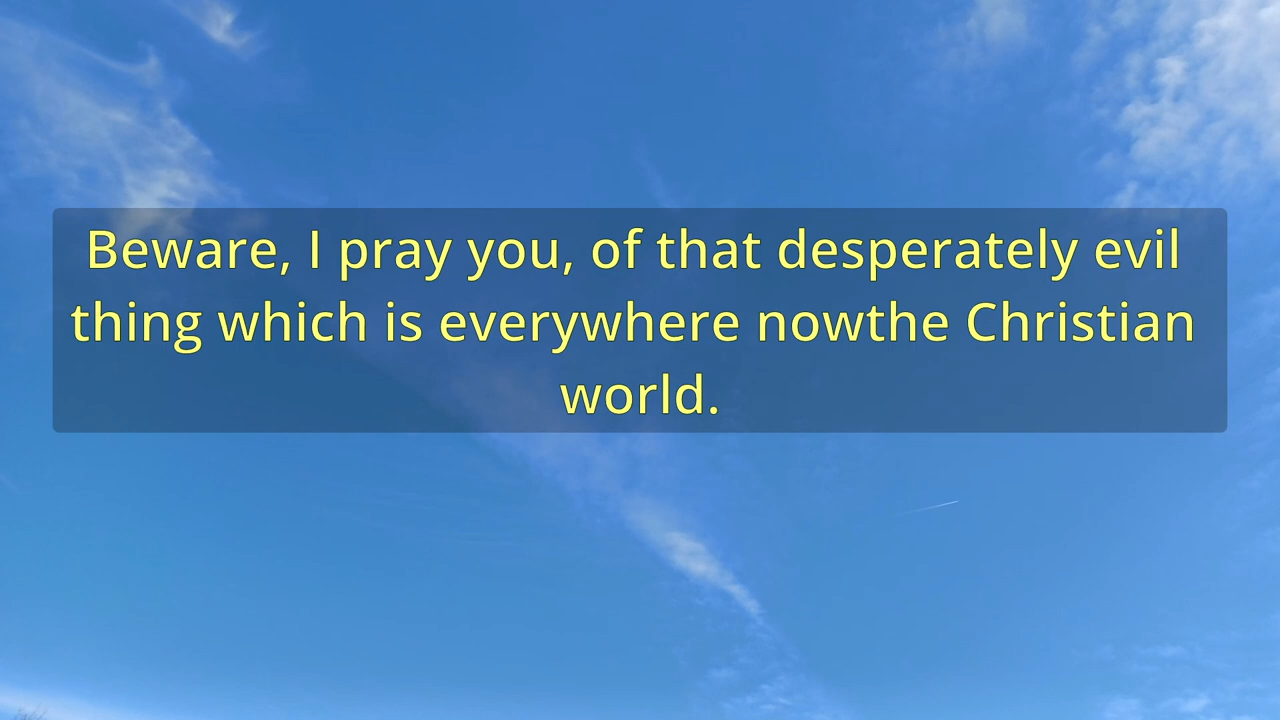 Beware, I pray you, of that desperately evil
thing which is everywhere nowthe Christian
world.